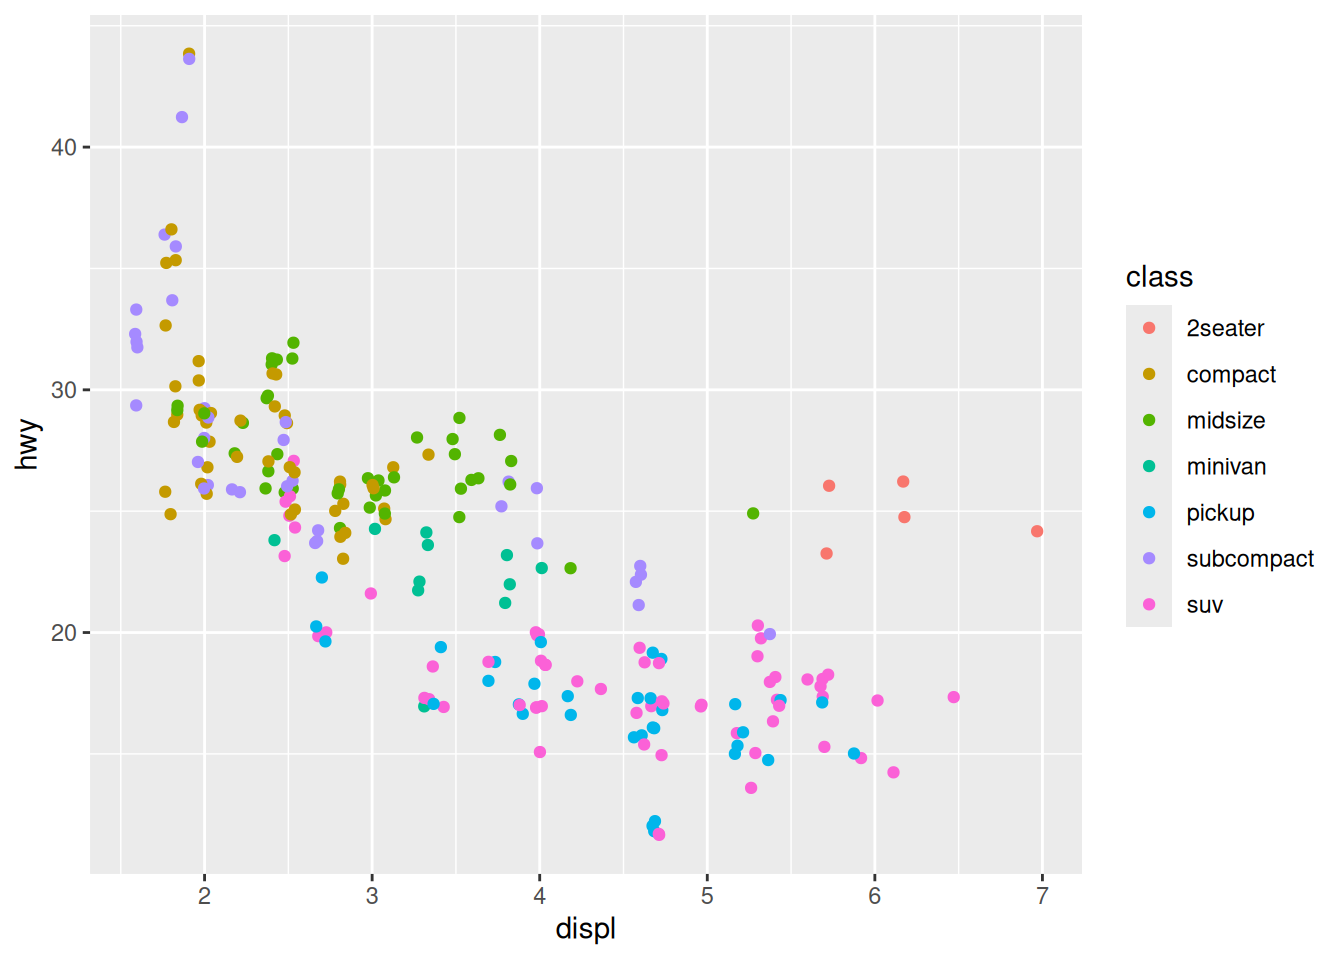 hwy
40
30
20
2 3 4 5 6 7
displ
class
2seater
compact
midsize
minivan
pickup
subcompact
suv